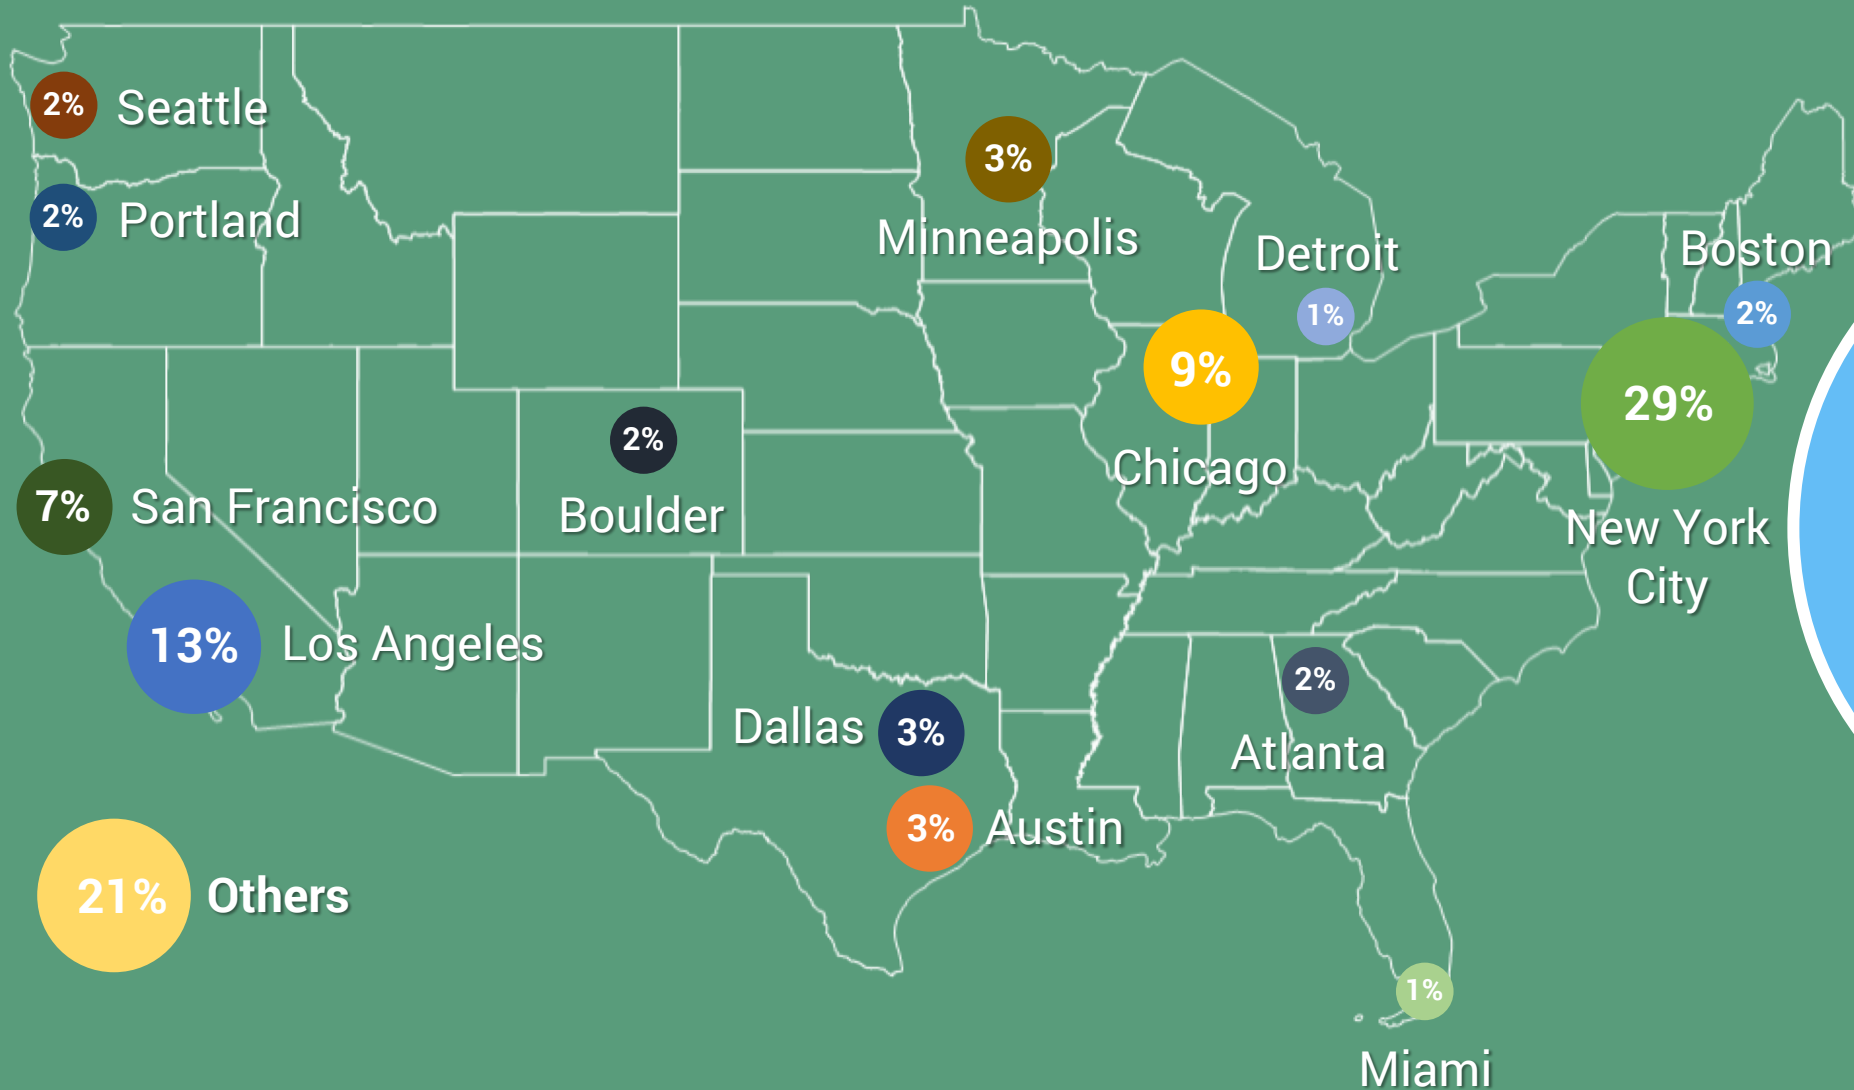 2% Seattle
2% Portland
3%
Minneapolis
Detroit
1%
Boston
2%
9%
Chicago
29%
New York
City
2%
Boulder
7% San Francisco
13% Los Angeles
Dallas 3%
3% Austin
2%
Atlanta
21% Others
1%
Miami